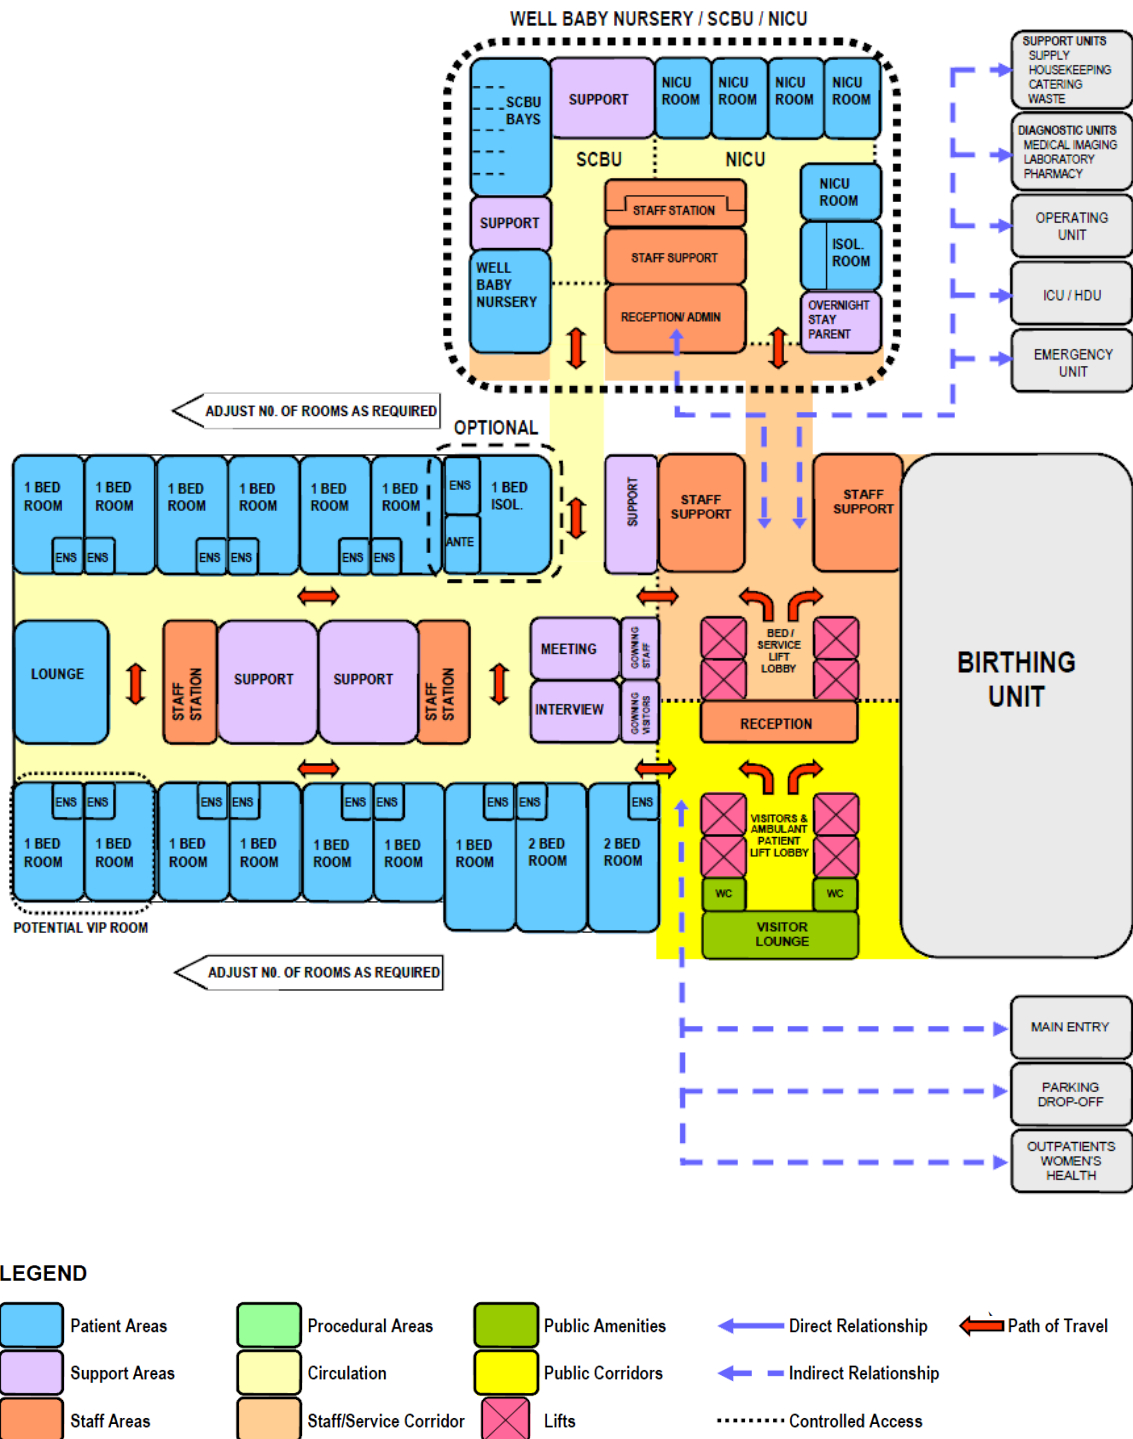 WELL BABY NURSERY / SCBU / NICU
SUPPORT UNITS
SUPPLY
HOUSEKEEPING
CATERING
WASTE
DIAGNOSTIC UNITS
MEDICAL IMAGING
LABORATORY
PHARMACY
OPERATING
UNIT
ICU / HDU
EMERGENCY
UNIT
SCBU
BAYS
SUPPORT
NICU
ROOM
NICU
ROOM
NICU
ROOM
NICU
ROOM
SCBU
NICU
NICU
ROOM
STAFF STATION
SUPPORT
STAFF SUPPORT
ISOL.
ROOM
WELL
BABY
NURSERY
RECEPTION/ ADMIN
OVERNIGHT
STAY
PARENT
ADJUST N0. OF ROOMS AS REQUIRED
OPTIONAL
1 BED
ROOM
ENS
1 BED
ROOM
ENS
1 BED
ROOM
ENS
1 BED
ROOM
ENS
1 BED
ROOM
ENS
1 BED
ROOM
ENS
ENS
ANTE
1 BED
ISOL.
SUPPORT
STAFF
SUPPORT
STAFF
SUPPORT
BIRTHING
UNIT
LOUNGE
STAFF
STATION
SUPPORT
SUPPORT
STAFF
STATION
MEETING
GOWNING
STAFF
INTERVIEW
GOWNING
VISITORS
BED /
SERVICE
LIFT
LOBBY
RECEPTION
ENS
1 BED
ROOM
ENS
1 BED
ROOM
ENS
1 BED
ROOM
ENS
1 BED
ROOM
ENS
1 BED
ROOM
ENS
1 BED
ROOM
ENS
1 BED
ROOM
ENS
2 BED
ROOM
ENS
2 BED
ROOM
VISITORS &
AMBULANT
PATIENT
LIFT LOBBY
WC
WC
VISITOR
LOUNGE
POTENTIAL VIP ROOM
ADJUST N0. OF ROOMS AS REQUIRED
MAIN ENTRY
PARKING
DROP-OFF
OUTPATIENTS
WOMEN'S
HEALTH
LEGEND
Patient Areas
Procedural Areas
Public Amenities
Direct Relationship
Path of Travel
Support Areas
Circulation
Public Corridors
Indirect Relationship
Staff Areas
Staff/Service Corridor
Lifts
Controlled Access